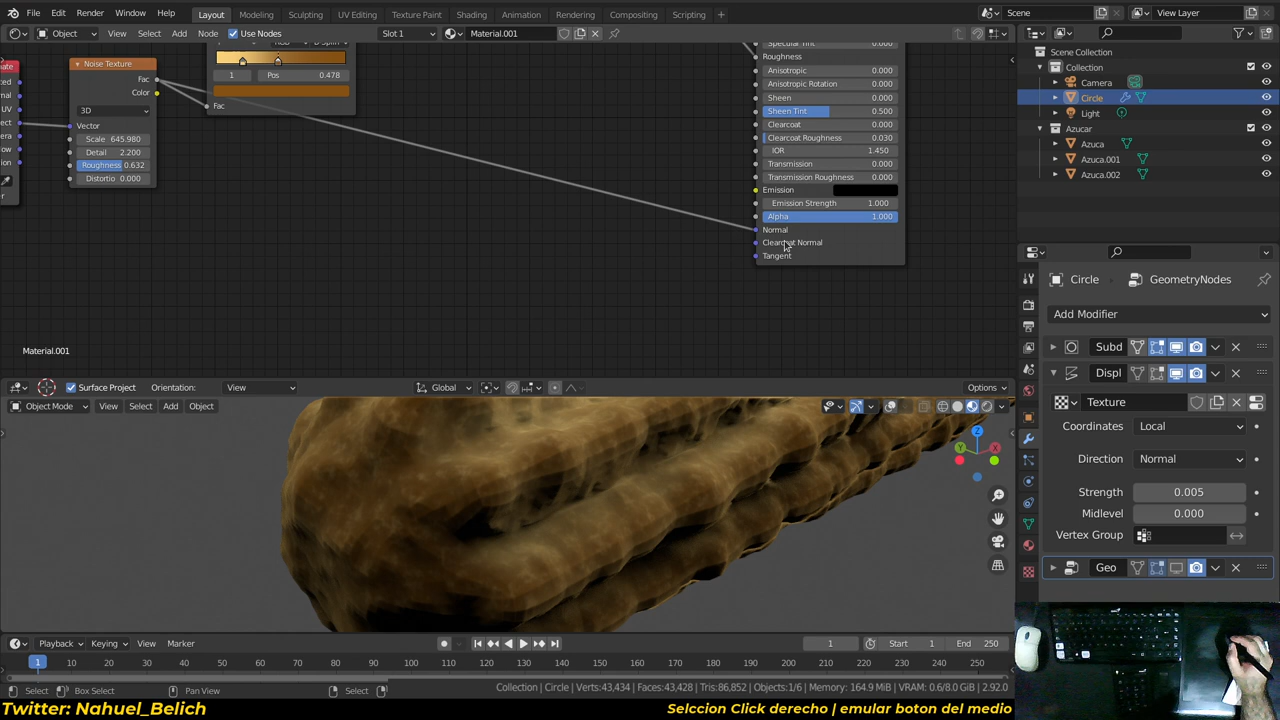 File Edit Render Window Help Layout Modeling Sculpting UV Editing Texture Paint Shading Animation Rendering Compositing Scripting Scene View Layer
Object View Select Add Node Use Nodes Slot 1 Material.001
Noise Texture
Fac
Color
3D
Vector
Scale 645.980
Detail 2.200
Roughness 0.632
Distortio 0.000
1 Pos 0.478
Fac
Roughness
Anisotropic 0.000
Anisotropic Rotation 0.000
Sheen 0.000
Sheen Tint 0.500
Clearcoat 0.000
Clearcoat Roughness 0.030
IOR 1.450
Transmission 0.000
Transmission Roughness 0.000
Emission
Emission Strength 1.000
Alpha 1.000
Normal
Clearcoat Normal
Tangent
Material.001
Scene Collection
Collection
Camera
Circle
Light
Azucar
Azuca
Azuca.001
Azuca.002
Circle GeometryNodes
Add Modifier
Subd
Displ
Texture
Coordinates Local
Direction Normal
Strength 0.005
Midlevel 0.000
Vertex Group
Geo
Surface Project Orientation: View Global Options
Object Mode View Select Add Object
Z
Y X
Playback Keying View Marker 1 Start 1 End 250
1 10 20 30 40 50 60 70 80 90 100 110 120 130 140 150 160 170 180 190 200 210 220 230 240 250
Select Box Select Pan View Select Collection | Circle | Verts:43,434 | Faces:43,428 | Tris:86,852 | Objects:1/6 | Memory: 164.9 MiB | VRAM: 0.6/8.0 GiB | 2.92.0
Twitter: Nahuel_Belich Selccion Click derecho | emular boton del medio